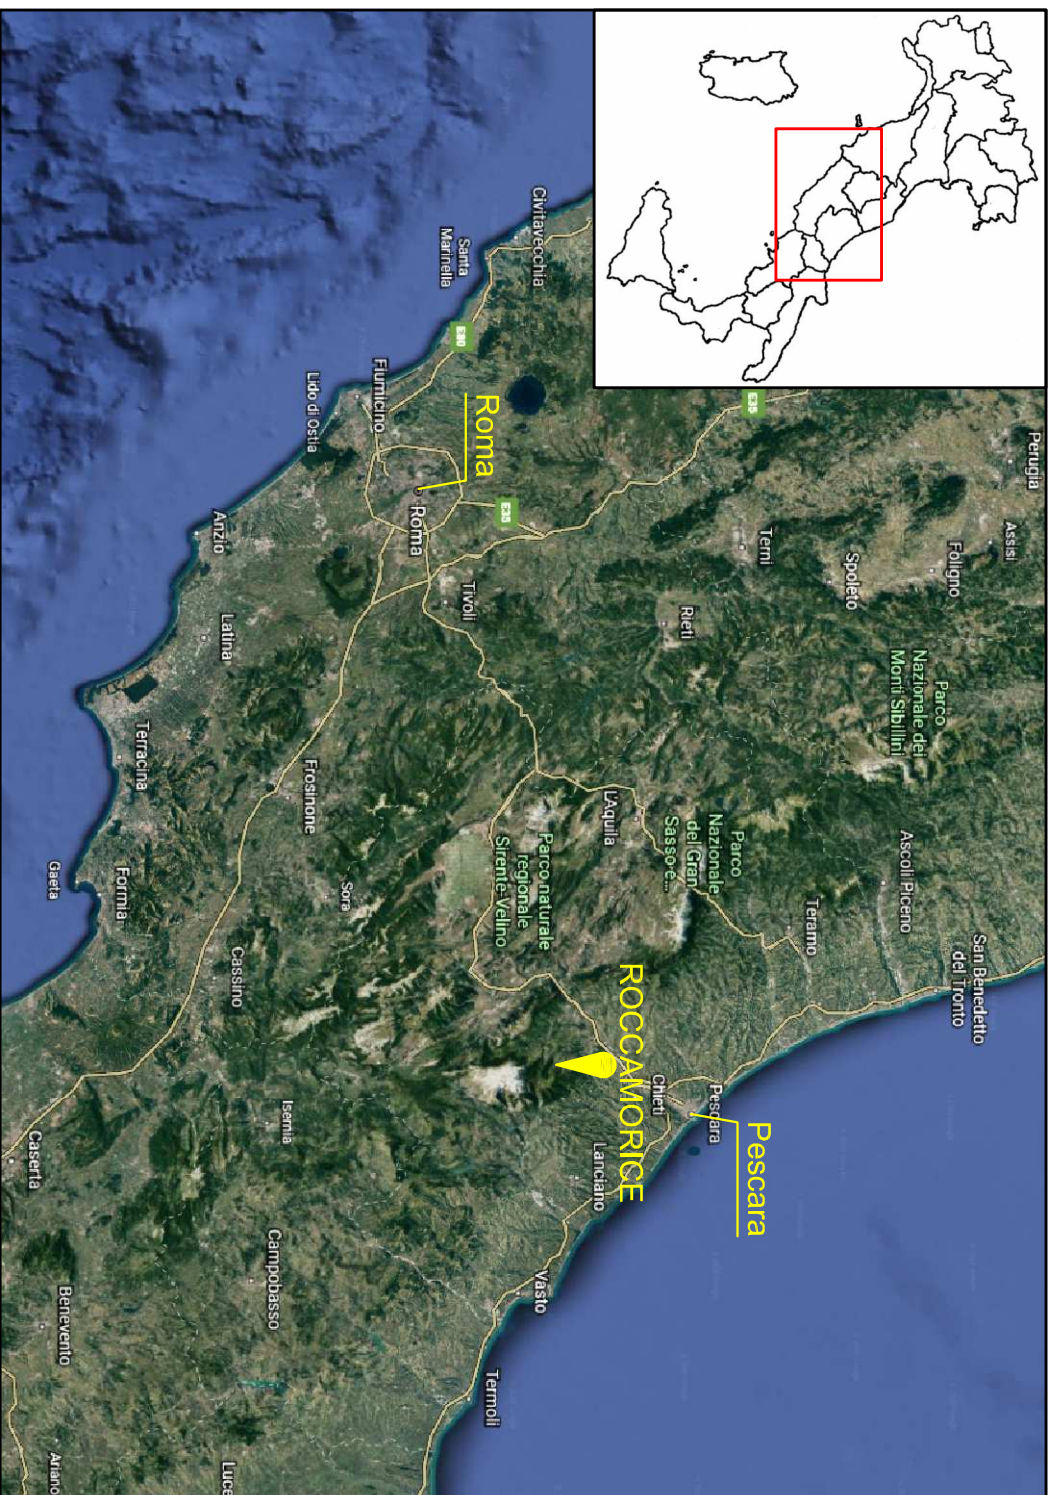 Perugia
Assisi
Foligno
Spoleto
Terni
Rieti
Parco
Nazionale dei
Monti Sibillini
Ascoli Piceno
San Benedetto
del Tronto
Teramo
Parco
Nazionale
del Gran
Sasso e...
L'Aquila
E35
E35
E80
Civitavecchia
Santa
Marinella
Fiumicino
Lido di Ostia
Roma
Roma
Tivoli
Anzio
Latina
Terracina
Frosinone
Sora
Parco naturale
regionale
Sirente-Velino
ROCCAMORICE
Pescara
Pescara
Chieti
Lanciano
Vasto
Termoli
Gaeta
Formia
Cassino
Isernia
Campobasso
Caserta
Benevento
Ariano
Luce